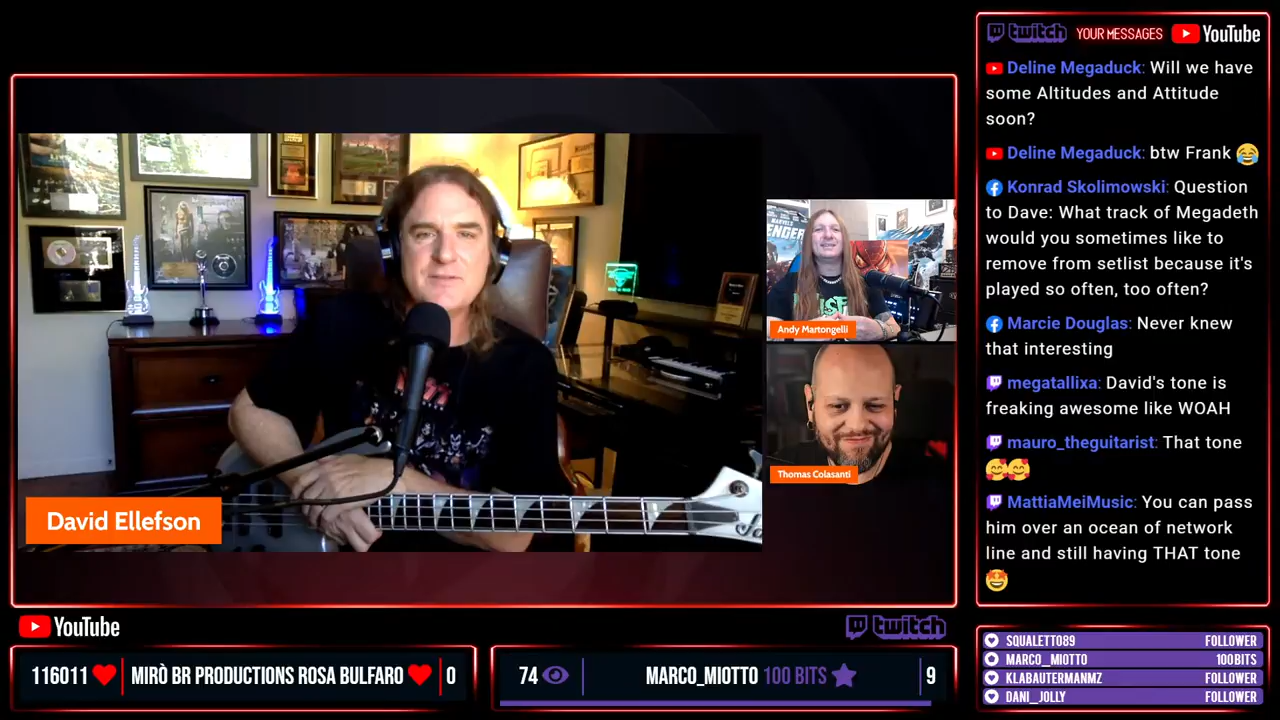 twitch YOUR MESSAGES YouTube
Deline Megaduck: Will we have
some Altitudes and Attitude
soon?
Deline Megaduck: btw Frank 😂
Konrad Skolimowski: Question
to Dave: What track of Megadeth
would you sometimes like to
remove from setlist because it's
played so often, too often?
Marcie Douglas: Never knew
that interesting
megatallixa: David's tone is
freaking awesome like WOAH
mauro_theguitarist: That tone
🥰🥰
MattiaMeiMusic: You can pass
him over an ocean of network
line and still having THAT tone
🤩
Andy Martongelli
Thomas Colasanti
David Ellefson
YouTube
twitch
116011 ❤ MIRÒ BR PRODUCTIONS ROSA BULFARO ❤ 0
74 MARCO_MIOTTO 100 BITS ★ 9
SQUALETTO89 FOLLOWER
MARCO_MIOTTO 100BITS
KLABAUTERMANMZ FOLLOWER
DANI_JOLLY FOLLOWER